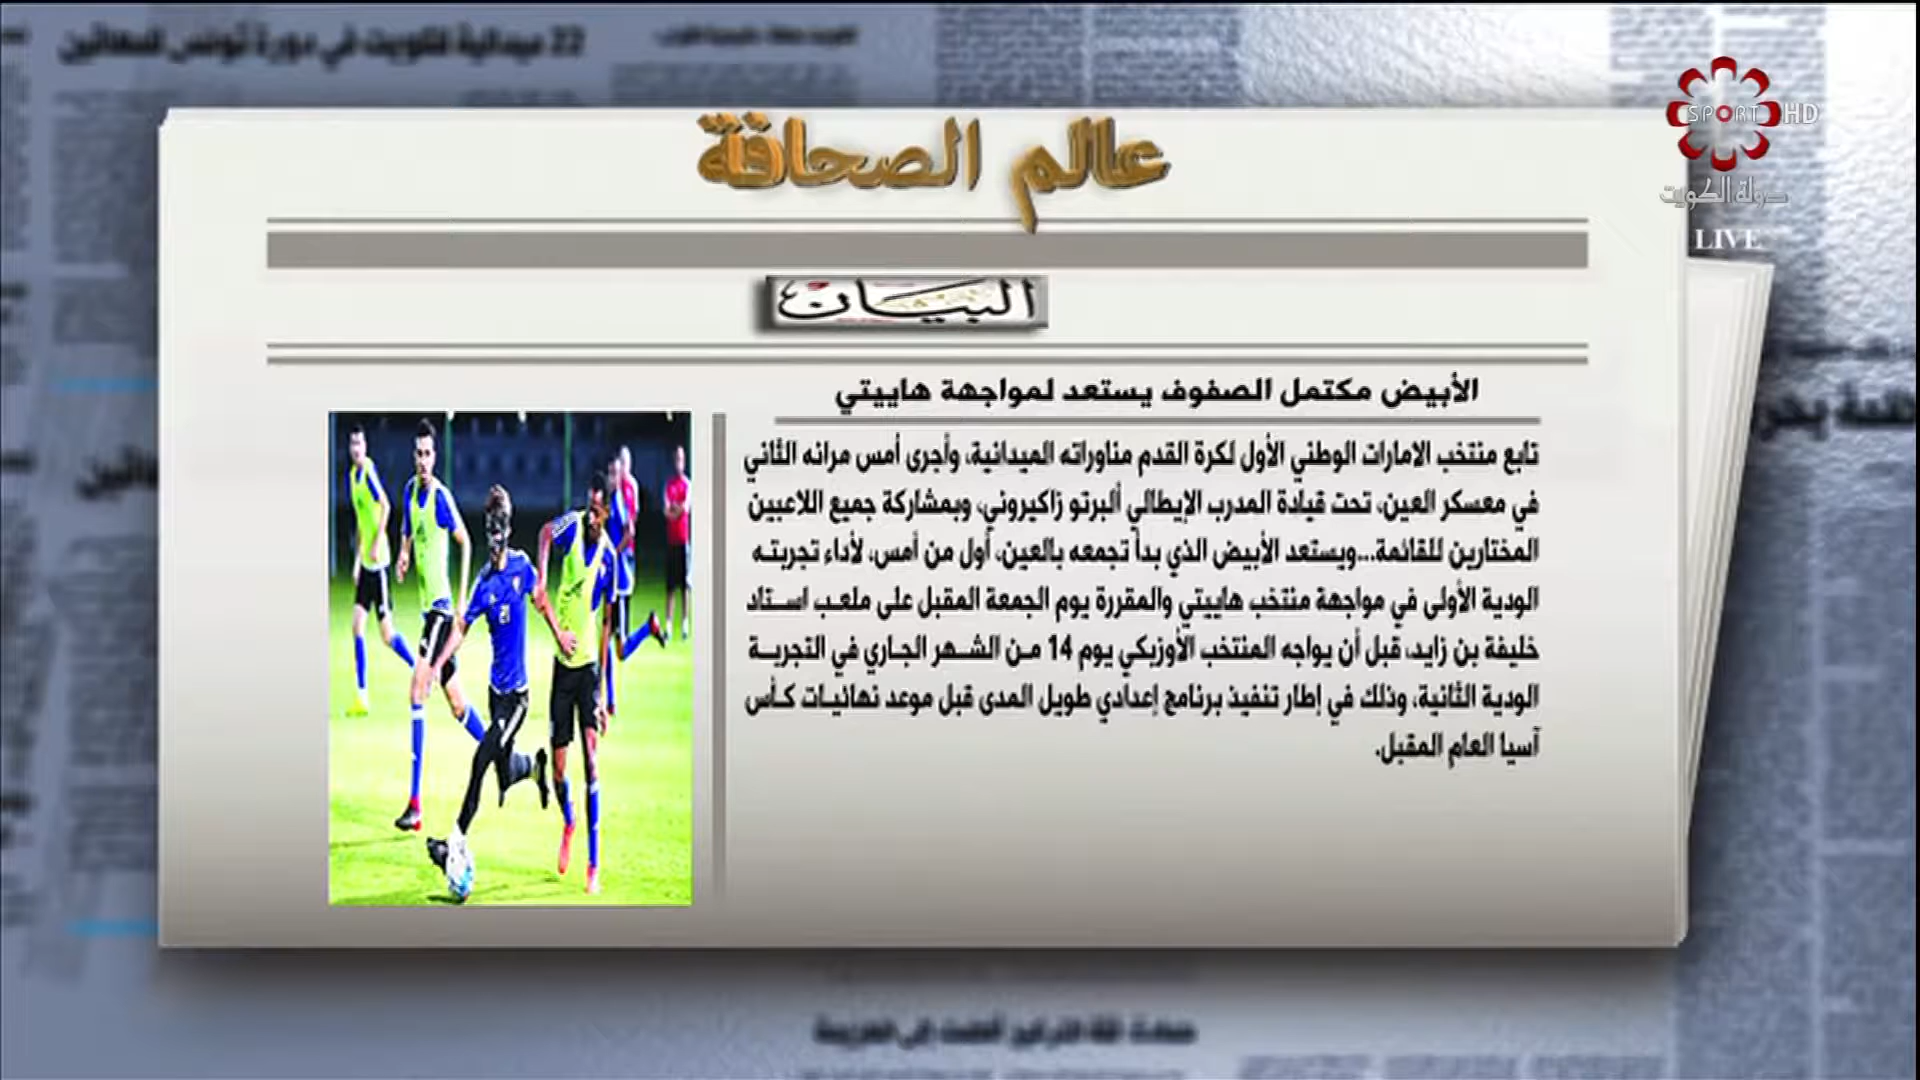 22 ميدالية للكويت في دورة تونس للمعاقين
عالم الصحافة
SPORT HD
دولة الكويت
LIVE
البيان
الأبيض مكتمل الصفوف يستعد لمواجهة هاييتي
تابع منتخب الامارات الوطني الأول لكرة القدم مناوراته الميدانية، وأجرى أمس مرانه الثاني
في معسكر العين، تحت قيادة المدرب الإيطالي ألبرتو زاكيروني، وبمشاركة جميع اللاعبين
المختارين للقائمة...ويستعد الأبيض الذي بدأ تجمعه بالعين، أول من أمس، لأداء تجربته
الودية الأولى في مواجهة منتخب هاييتي والمقررة يوم الجمعة المقبل على ملعب استاد
خليفة بن زايد، قبل أن يواجه المنتخب الأوزبكي يوم 14 من الشهر الجاري في التجربة
الودية الثانية، وذلك في إطار تنفيذ برنامج إعدادي طويل المدى قبل موعد نهائيات كأس
آسيا العام المقبل.